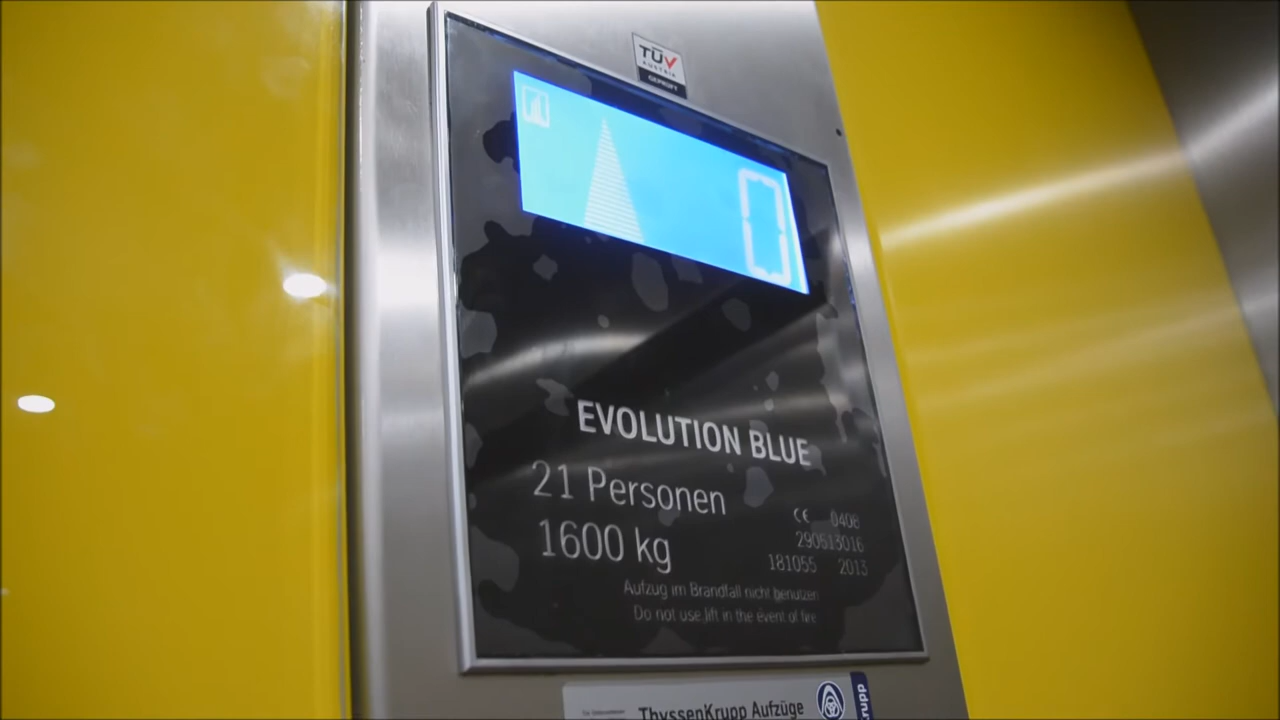 TÜV
AUSTRIA
GEPRÜFT
0
EVOLUTION BLUE
21 Personen
1600 kg
CE 0408
290513016
181055 2013
Aufzug im Brandfall nicht benutzen
Do not use lift in the event of fire
ThyssenKrupp Aufzüge
krupp